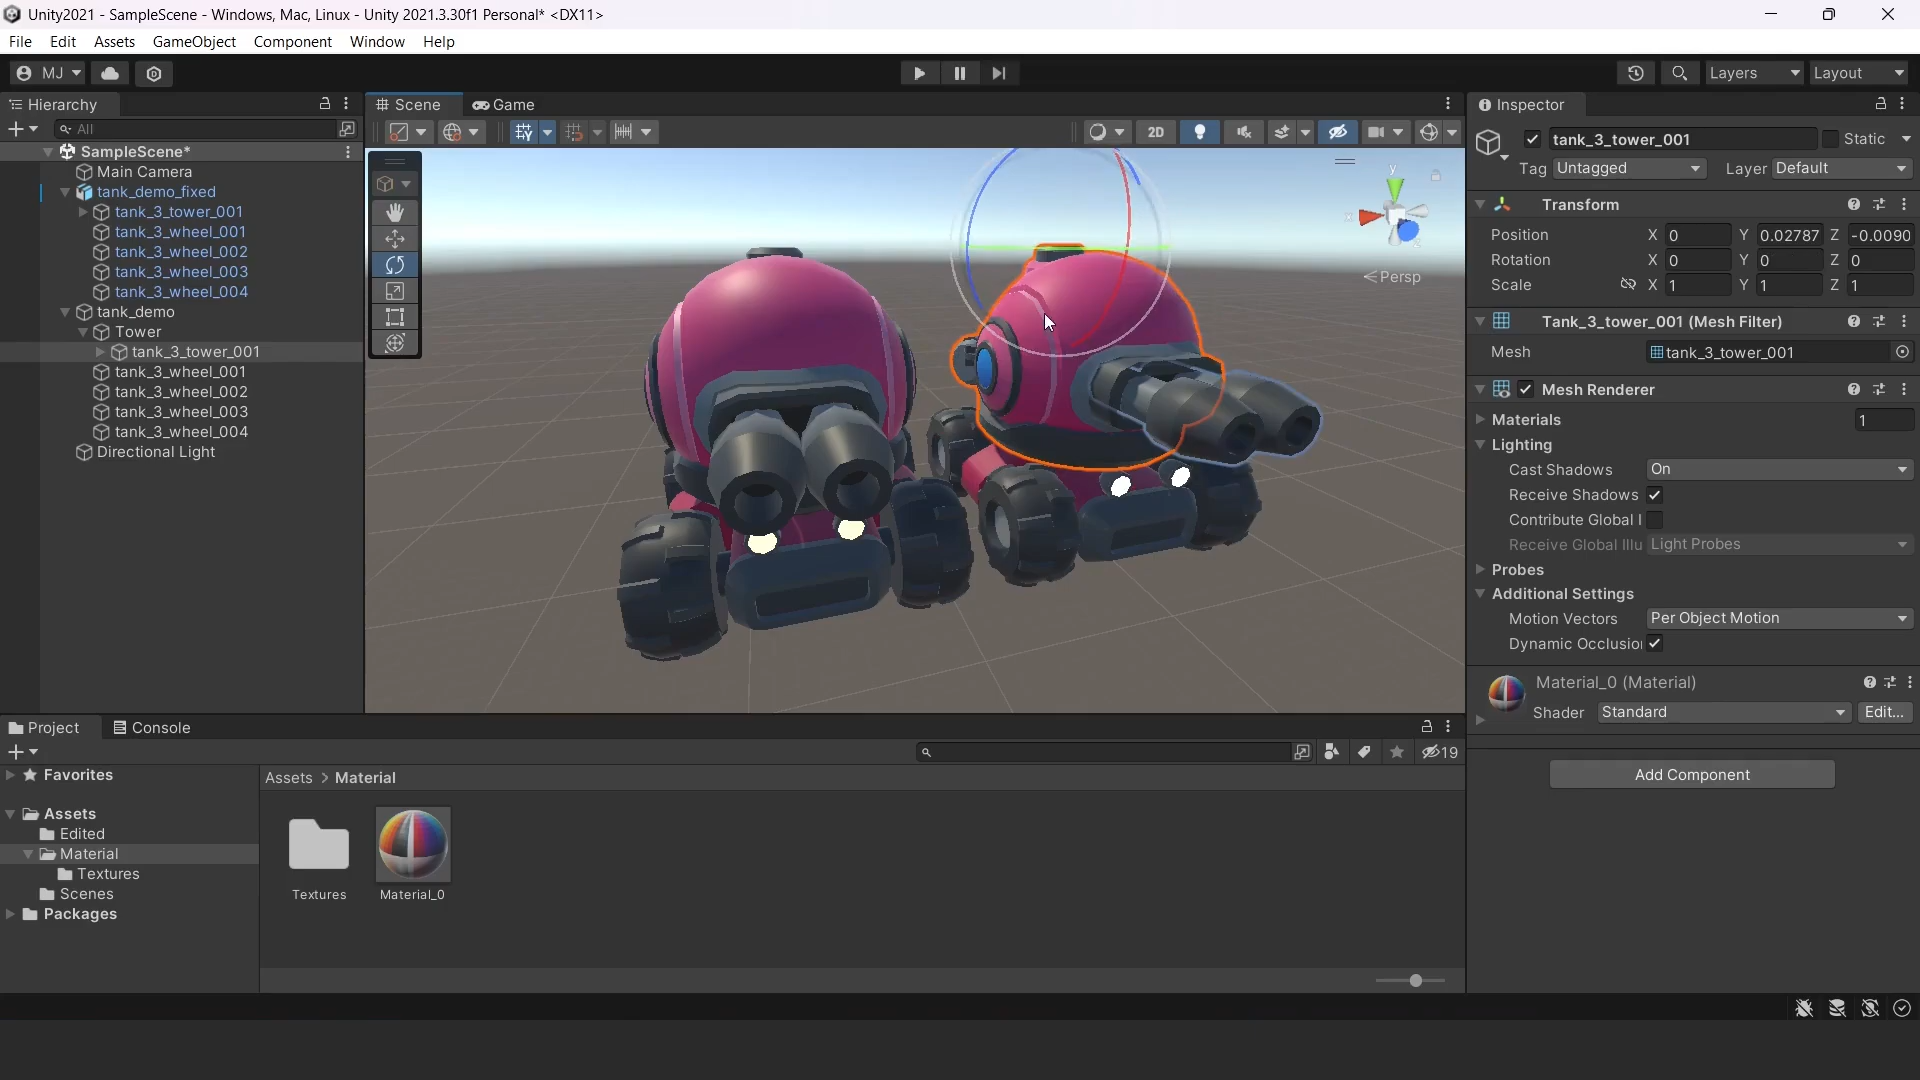 Unity2021 - SampleScene - Windows, Mac, Linux - Unity 2021.3.30f1 Personal* <DX11>
File Edit Assets GameObject Component Window Help
MJ
Layers
Layout
Hierarchy
All
SampleScene*
Main Camera
tank_demo_fixed
tank_3_tower_001
tank_3_wheel_001
tank_3_wheel_002
tank_3_wheel_003
tank_3_wheel_004
tank_demo
Tower
tank_3_tower_001
tank_3_wheel_001
tank_3_wheel_002
tank_3_wheel_003
tank_3_wheel_004
Directional Light
Scene Game
2D
y
x
z
Persp
Inspector
tank_3_tower_001 Static
Tag Untagged Layer Default
Transform
Position X 0 Y 0.02787 Z -0.0090
Rotation X 0 Y 0 Z 0
Scale X 1 Y 1 Z 1
Tank_3_tower_001 (Mesh Filter)
Mesh tank_3_tower_001
Mesh Renderer
Materials 1
Lighting
Cast Shadows On
Receive Shadows
Contribute Global I
Receive Global Illu Light Probes
Probes
Additional Settings
Motion Vectors Per Object Motion
Dynamic Occlusio
Material_0 (Material)
Shader Standard Edit...
Add Component
Project Console
19
Favorites
Assets
Edited
Material
Textures
Scenes
Packages
Assets > Material
Textures Material_0